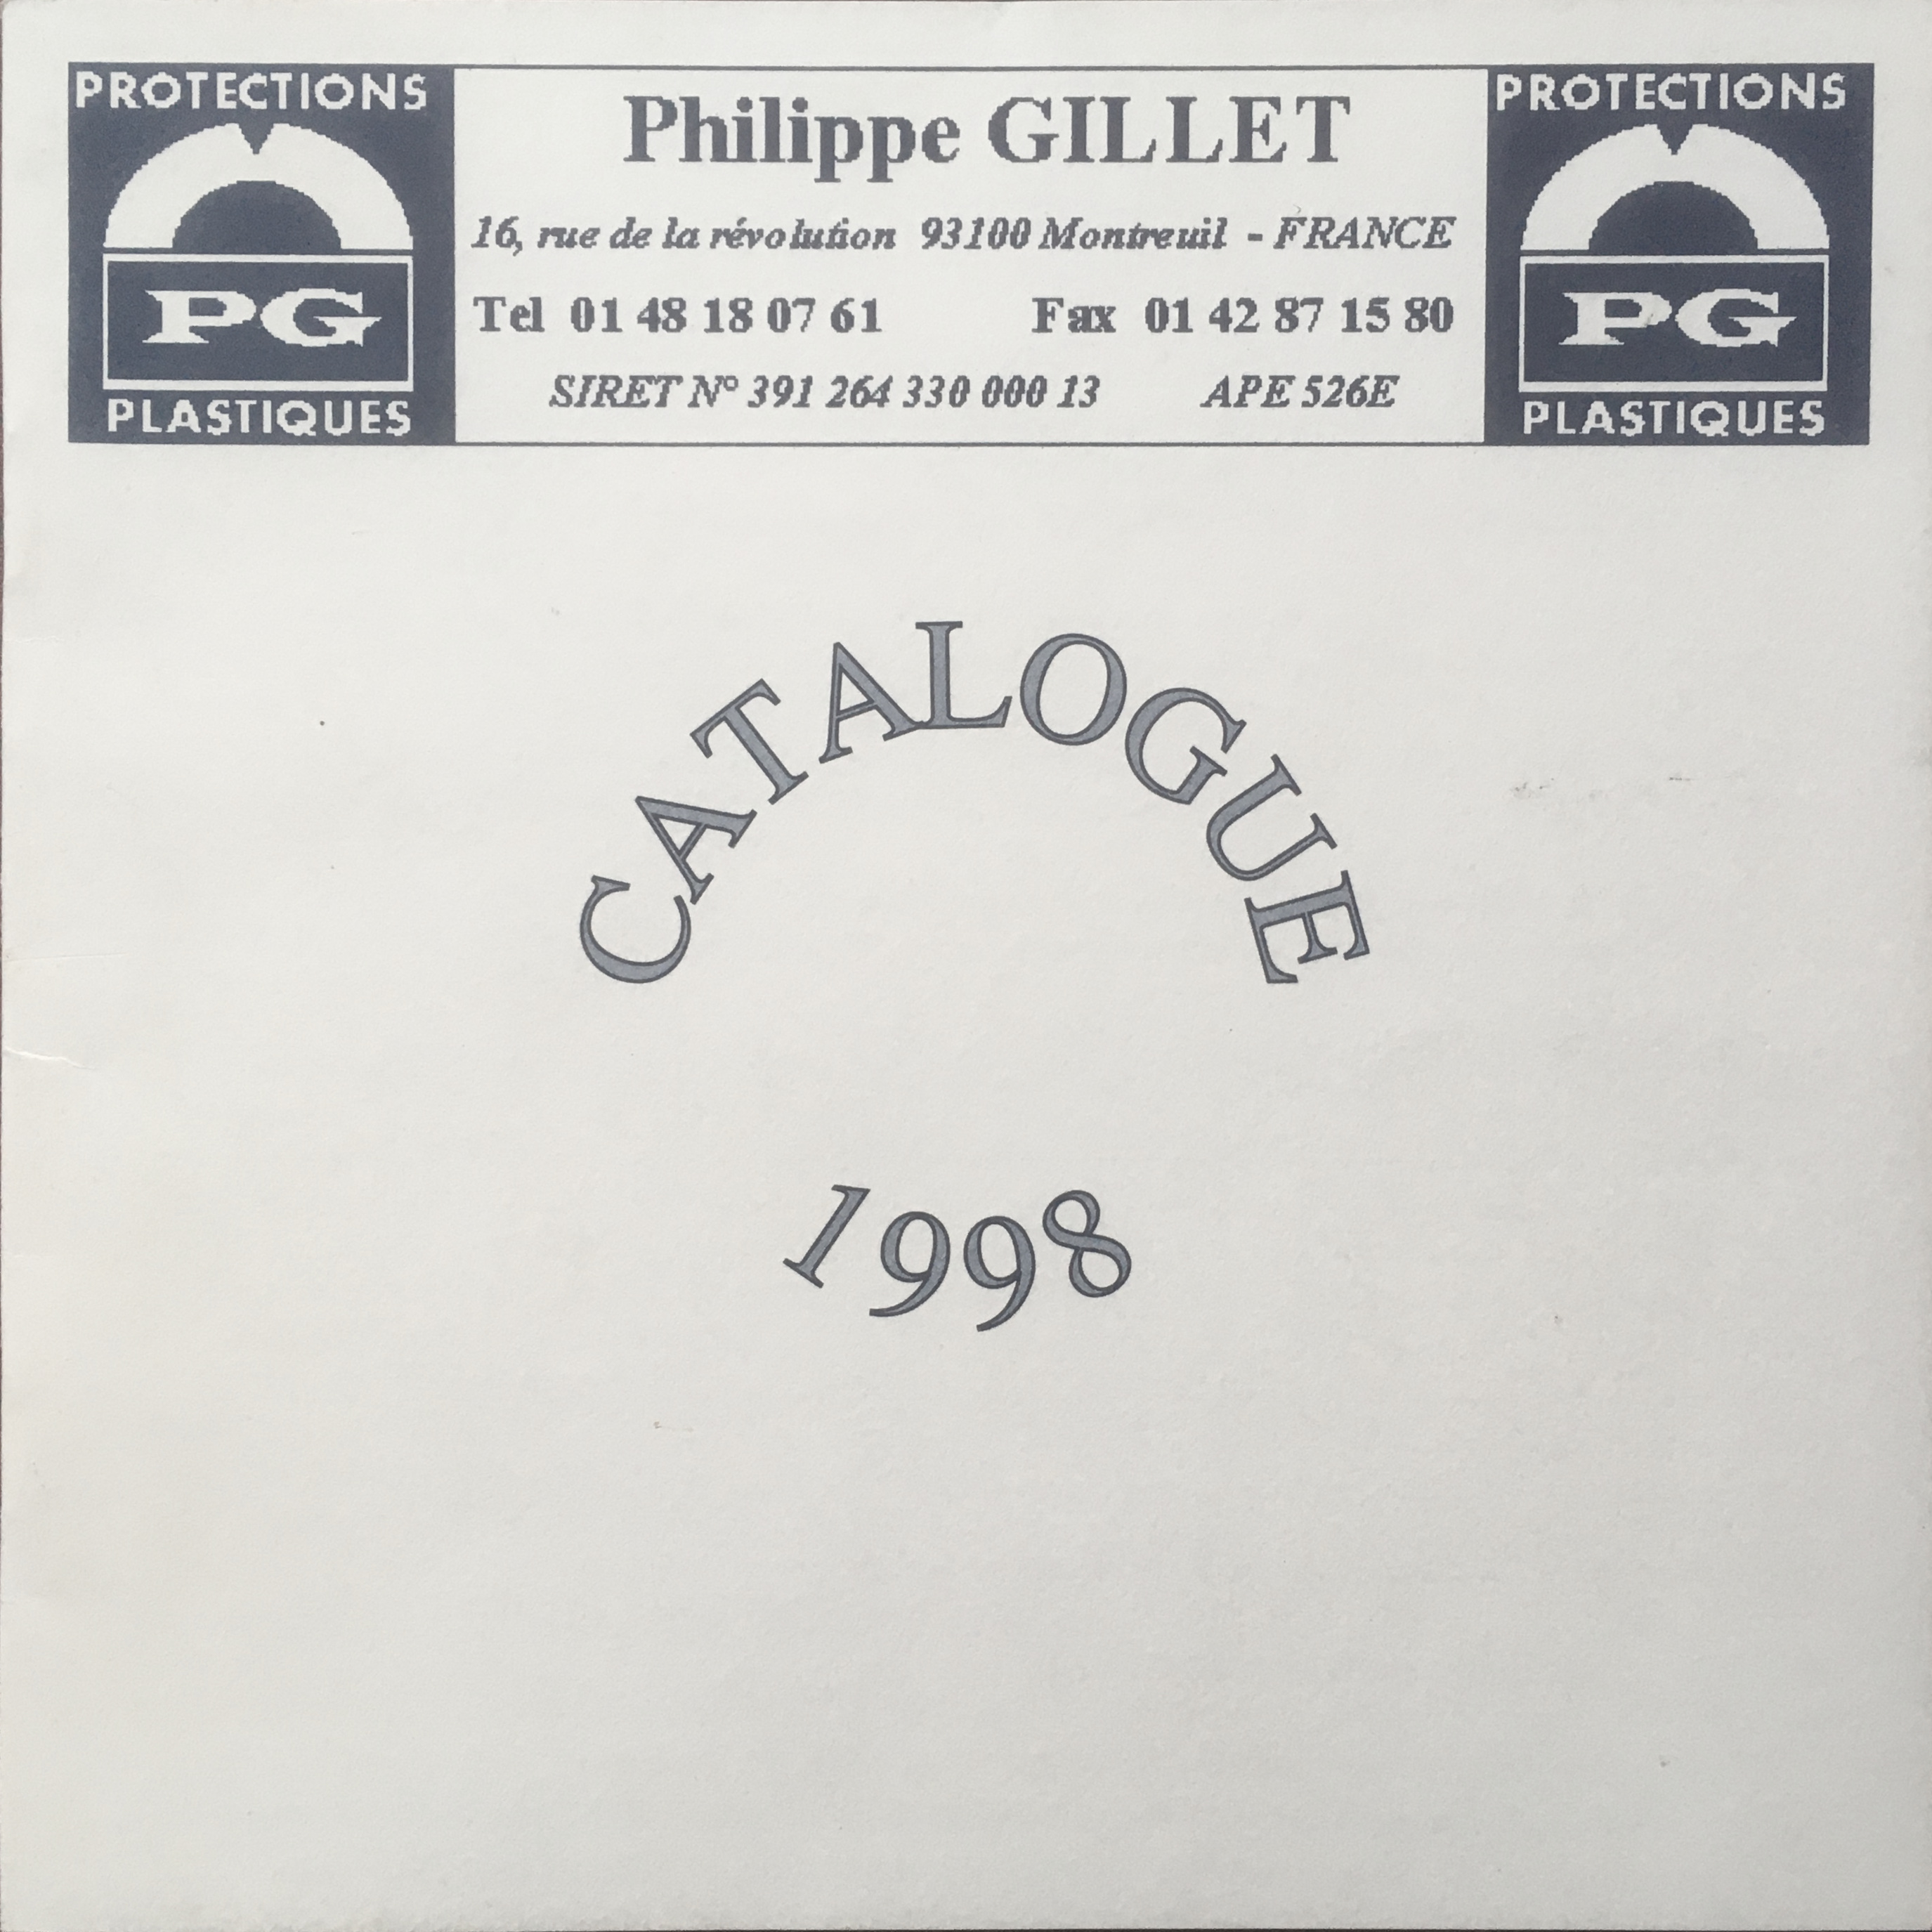 PROTECTIONS
PG
PLASTIQUES
Philippe GILLET
16, rue de la révolution 93100 Montreuil - FRANCE
Tel 01 48 18 07 61 Fax 01 42 87 15 80
SIRET N° 391 264 330 000 13 APE 526E
PROTECTIONS
PG
PLASTIQUES
CATALOGUE
1998